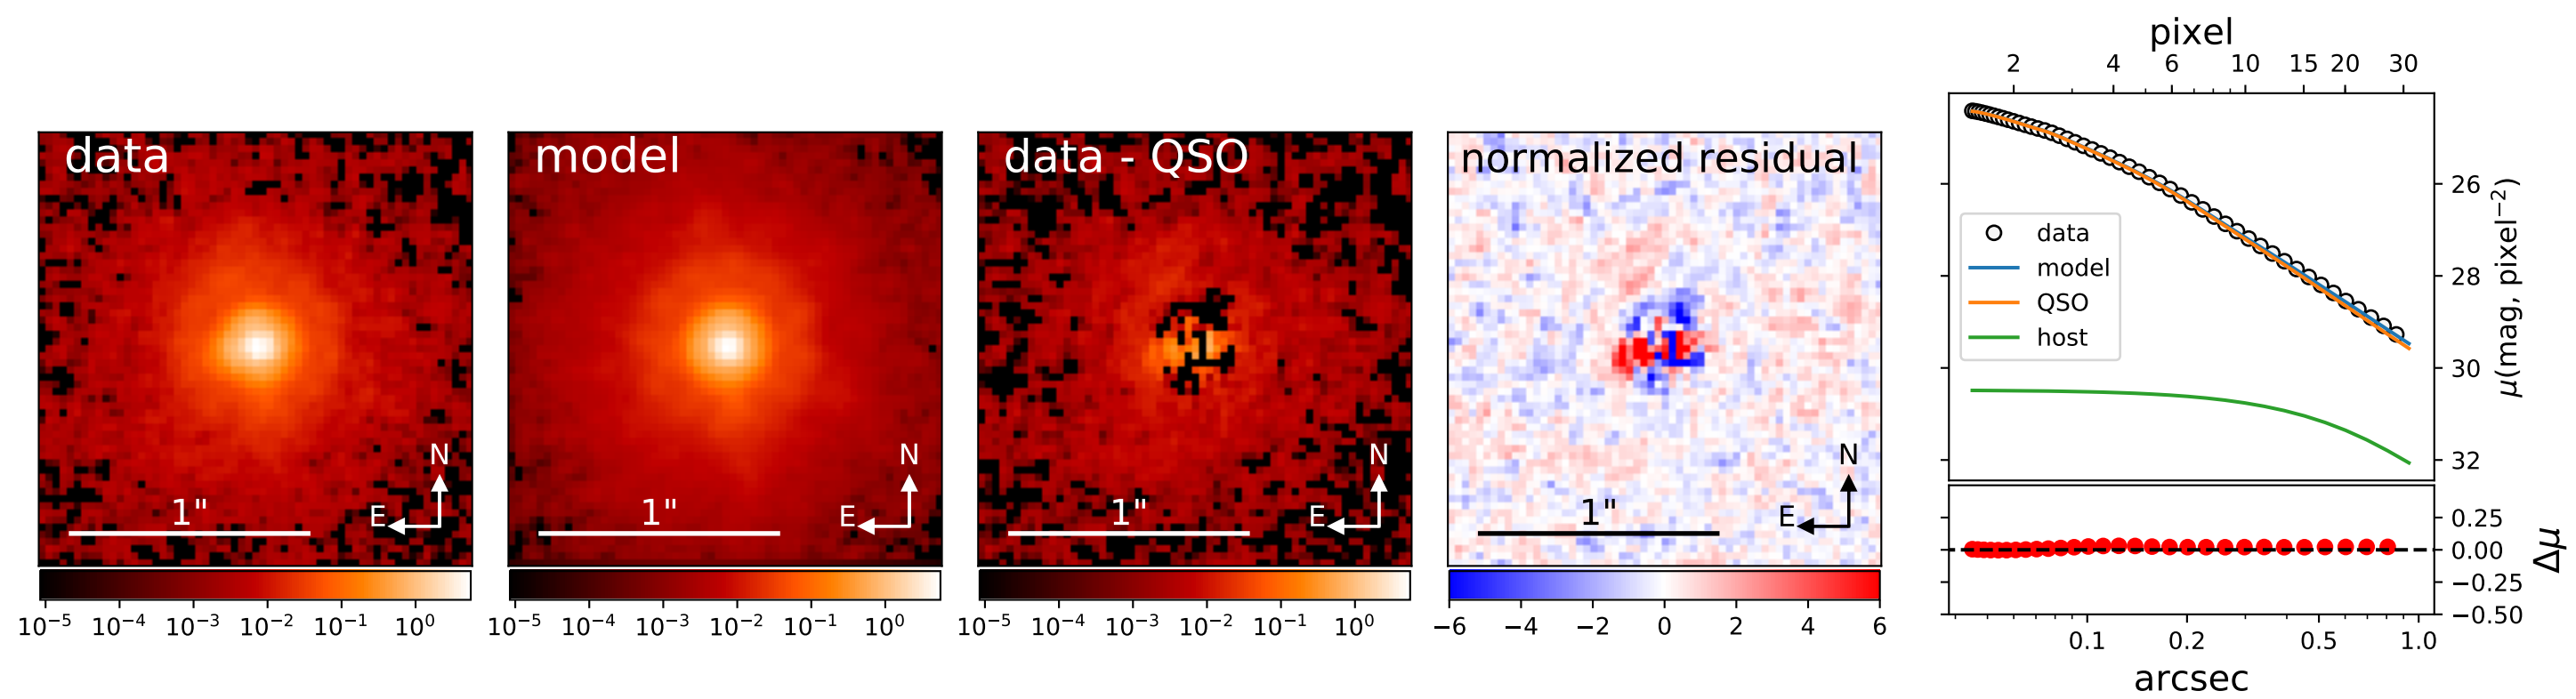 data
1"
N
E
10⁻⁵ 10⁻⁴ 10⁻³ 10⁻² 10⁻¹ 10⁰
model
1"
N
E
10⁻⁵ 10⁻⁴ 10⁻³ 10⁻² 10⁻¹ 10⁰
data - QSO
1"
N
E
10⁻⁵ 10⁻⁴ 10⁻³ 10⁻² 10⁻¹ 10⁰
normalized residual
1"
N
E
−6 −4 −2 0 2 4 6
pixel
2 4 6 10 15 20 30
data
model
QSO
host
26
28
30
32
μ(mag, pixel⁻²)
0.25
0.00
−0.25
−0.50
Δμ
0.1 0.2 0.5 1.0
arcsec